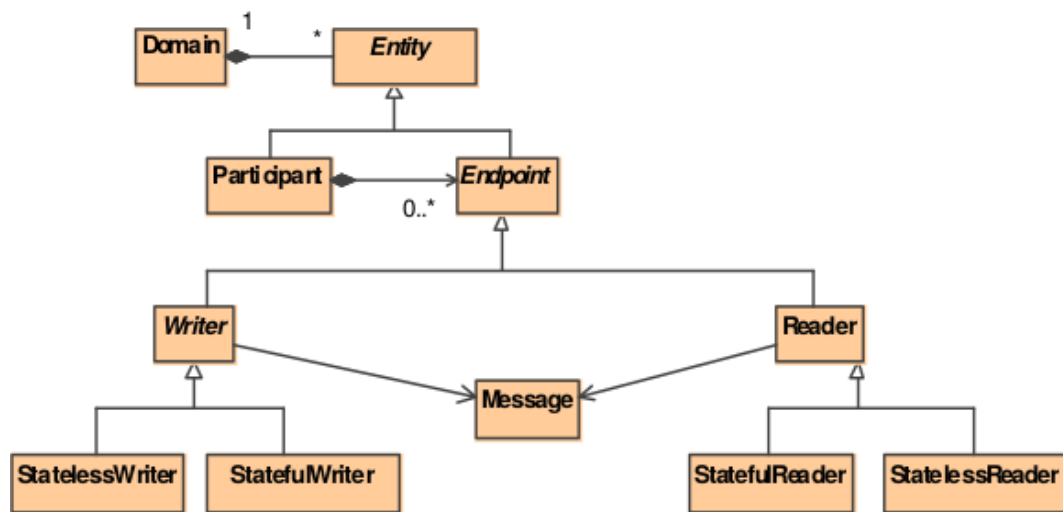 1
Domain
*
Entity
Participant
Endpoint
0..*
Writer
Reader
Message
StatelessWriter
StatefulWriter
StatefulReader
StatelessReader